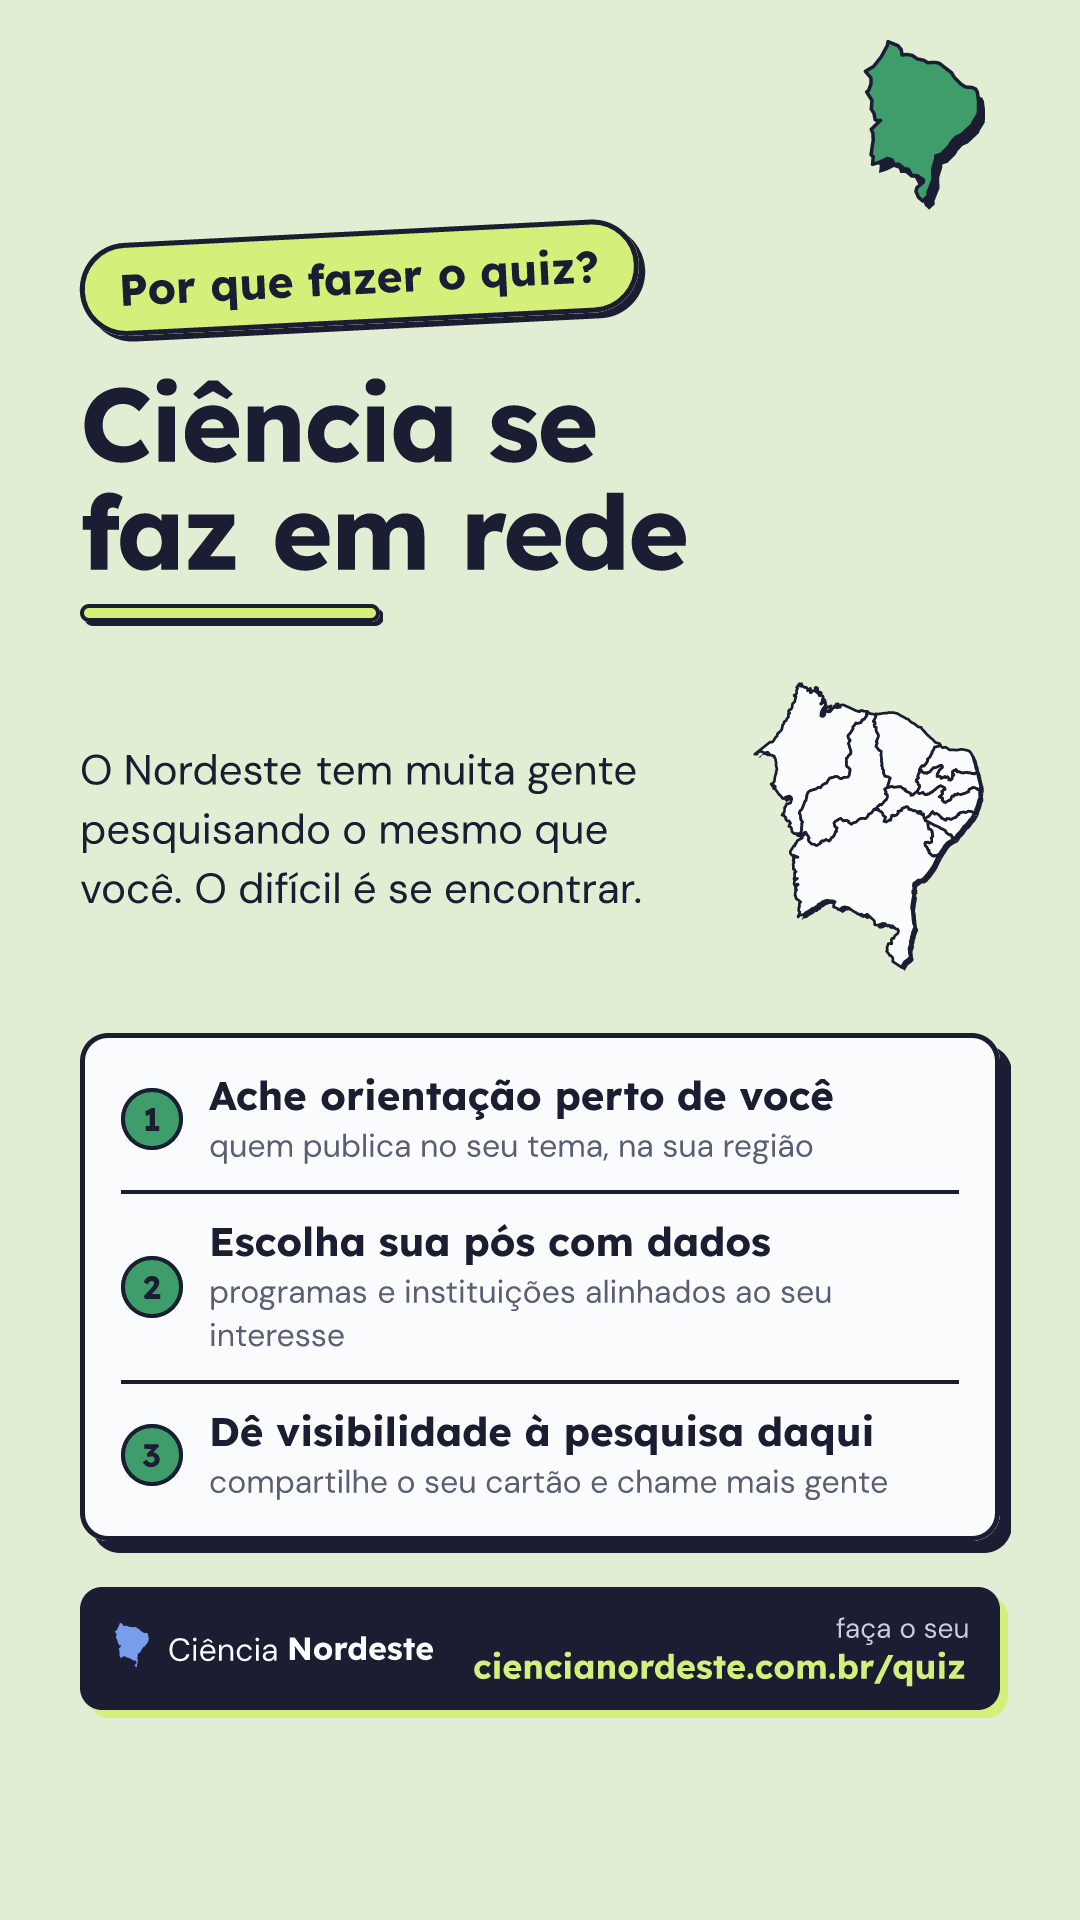 Por que fazer o quiz?
Ciência se
faz em rede
O Nordeste tem muita gente
pesquisando o mesmo que
você. O difícil é se encontrar.
1
Ache orientação perto de você
quem publica no seu tema, na sua região
2
Escolha sua pós com dados
programas e instituições alinhados ao seu
interesse
3
Dê visibilidade à pesquisa daqui
compartilhe o seu cartão e chame mais gente
Ciência Nordeste
faça o seu
ciencianordeste.com.br/quiz